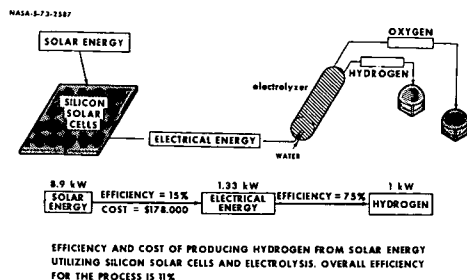 NASA-S-73-2587
SOLAR ENERGY
OXYGEN
HYDROGEN
electrolyzer
SILICON
SOLAR
CELLS
ELECTRICAL ENERGY
WATER
8.9 kW
SOLAR
ENERGY
EFFICIENCY = 15%
COST = $178.000
1.33 kW
ELECTRICAL
ENERGY
EFFICIENCY = 75%
1 kW
HYDROGEN
EFFICIENCY AND COST OF PRODUCING HYDROGEN FROM SOLAR ENERGY
UTILIZING SILICON SOLAR CELLS AND ELECTROLYSIS. OVERALL EFFICIENCY
FOR THE PROCESS IS 11%